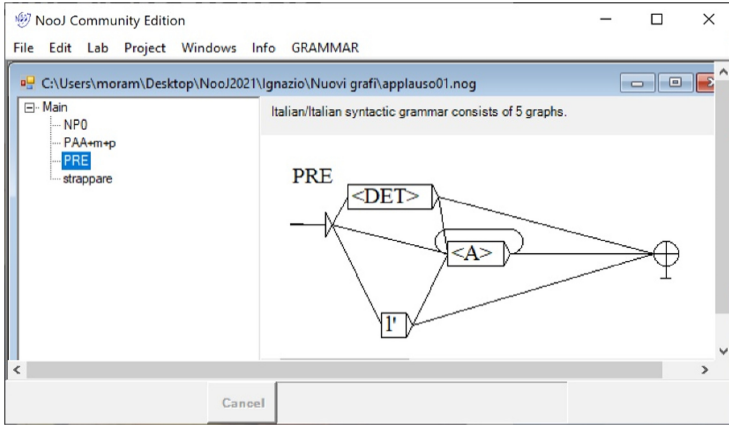 NooJ Community Edition
File Edit Lab Project Windows Info GRAMMAR
C:\Users\moram\Desktop\NooJ2021\Ignazio\Nuovi grafi\applauso01.nog
Main
NP0
PAA+m+p
PRE
strappare
Italian/Italian syntactic grammar consists of 5 graphs.
PRE
<DET>
<A>
l'
Cancel